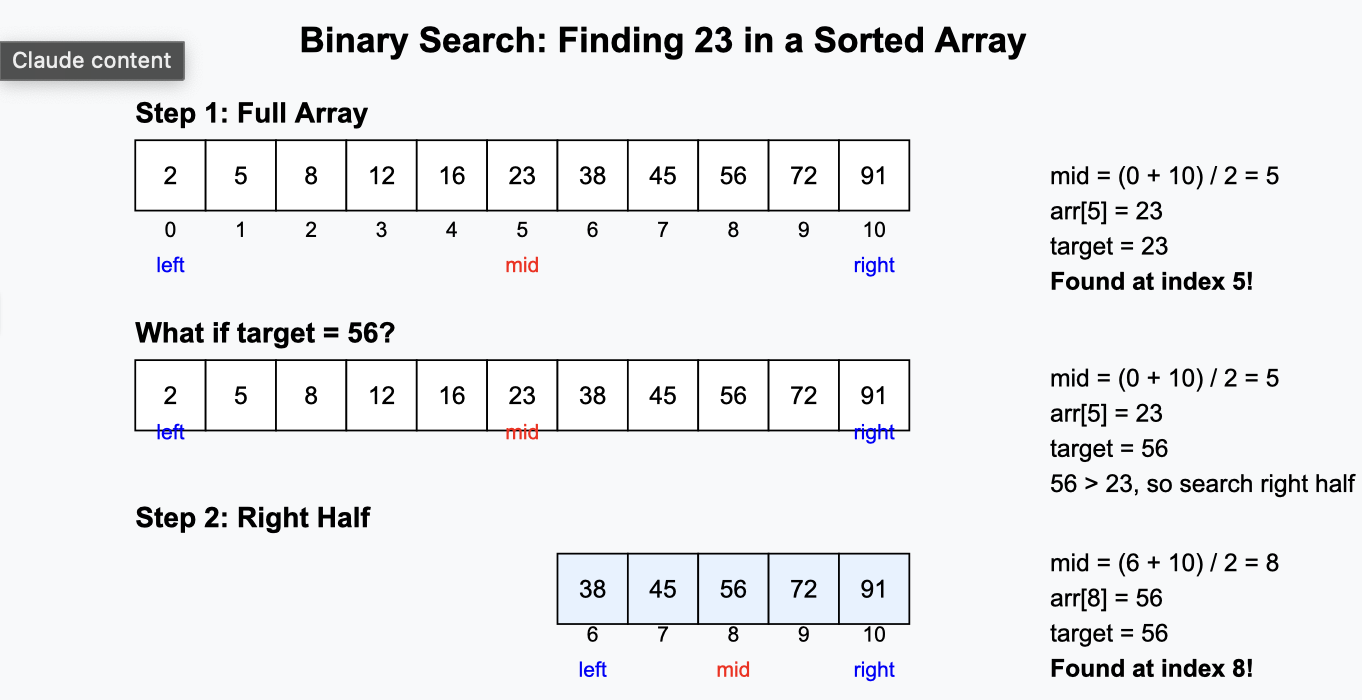 Binary Search: Finding 23 in a Sorted Array
Claude content
Step 1: Full Array
2 5 8 12 16 23 38 45 56 72 91
0 1 2 3 4 5 6 7 8 9 10
left mid right
mid = (0 + 10) / 2 = 5
arr[5] = 23
target = 23
Found at index 5!
What if target = 56?
2 5 8 12 16 23 38 45 56 72 91
left mid right
mid = (0 + 10) / 2 = 5
arr[5] = 23
target = 56
56 > 23, so search right half
Step 2: Right Half
38 45 56 72 91
6 7 8 9 10
left mid right
mid = (6 + 10) / 2 = 8
arr[8] = 56
target = 56
Found at index 8!